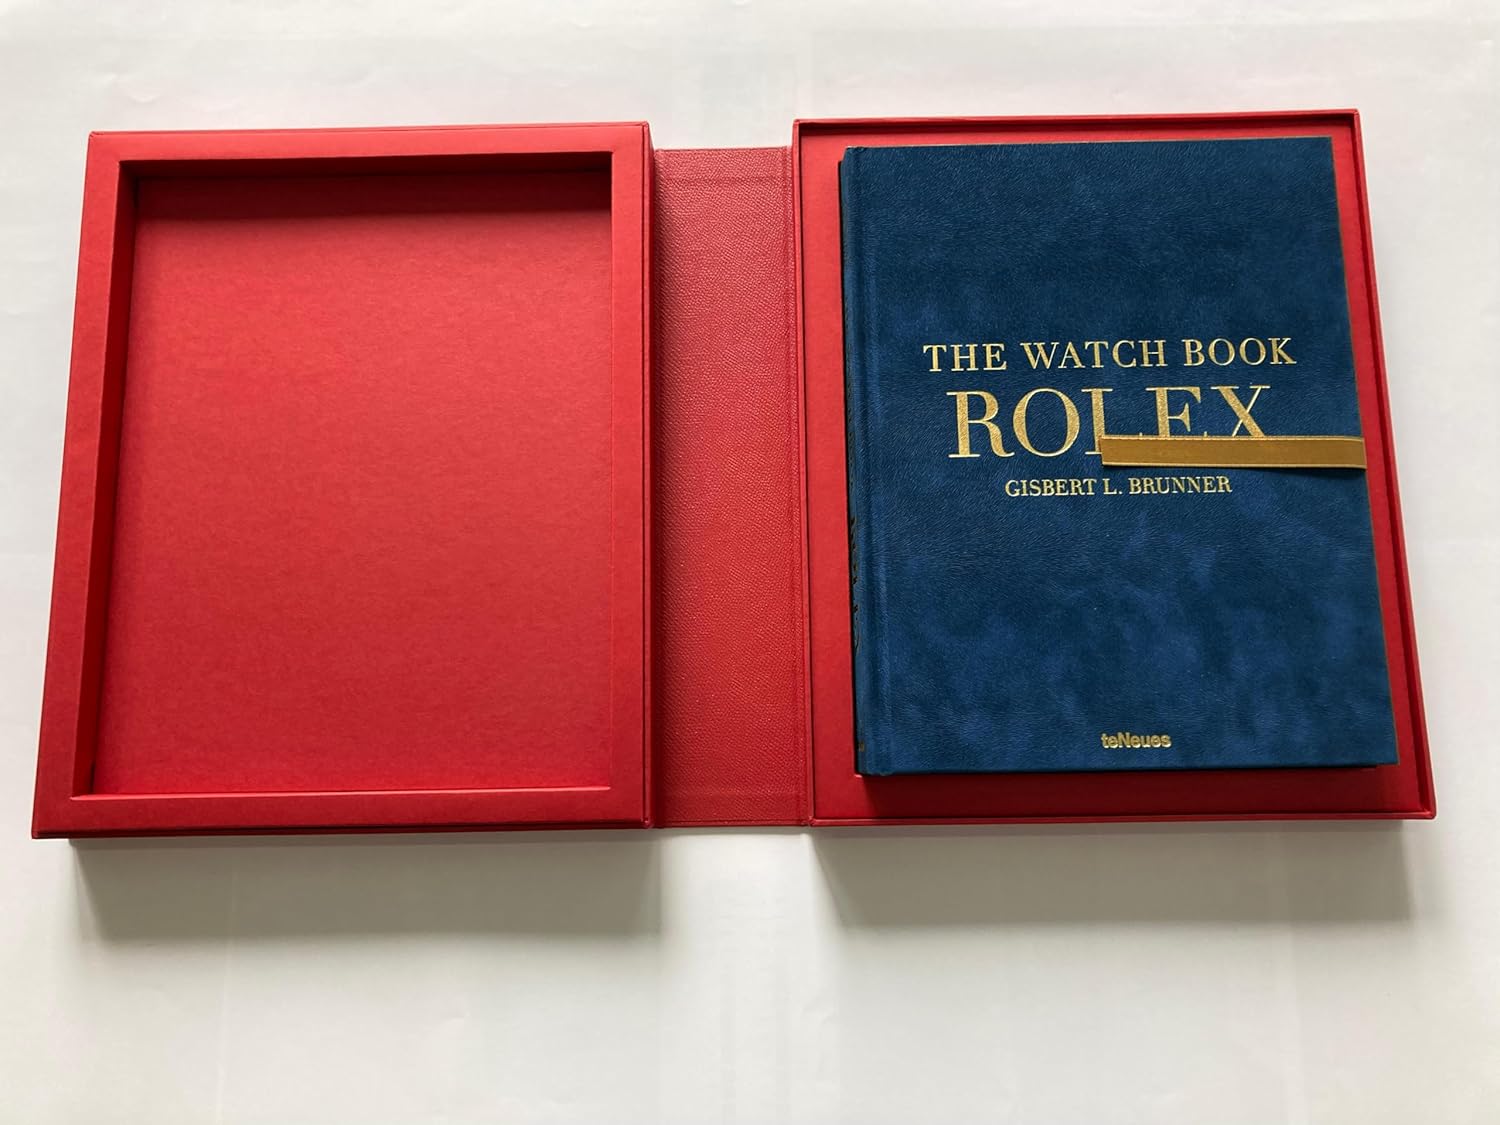 THE WATCH BOOK
ROLEX
GISBERT L. BRUNNER
teNeues